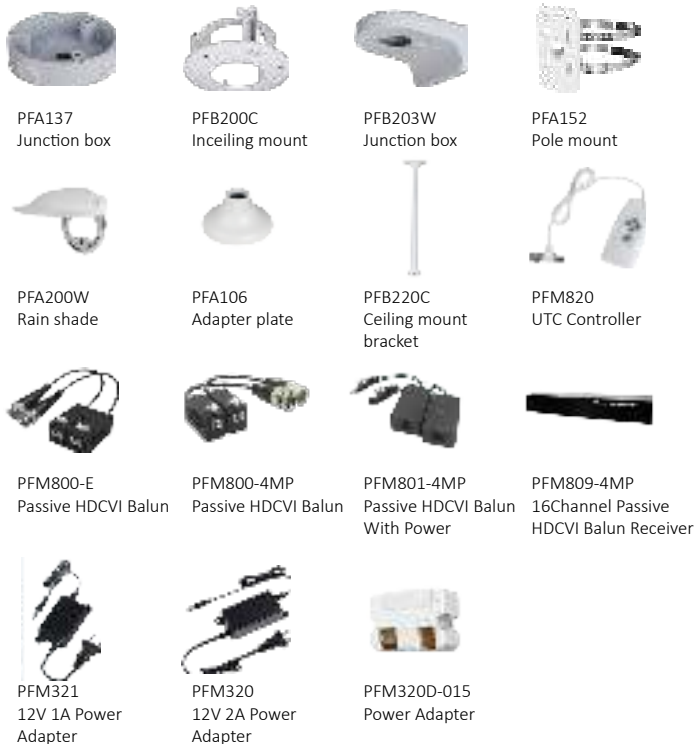 PFA137
Junction box
PFB200C
Inceiling mount
PFB203W
Junction box
PFA152
Pole mount
PFA200W
Rain shade
PFA106
Adapter plate
PFB220C
Ceiling mount
bracket
PFM820
UTC Controller
PFM800-E
Passive HDCVI Balun
PFM800-4MP
Passive HDCVI Balun
PFM801-4MP
Passive HDCVI Balun
With Power
PFM809-4MP
16Channel Passive
HDCVI Balun Receiver
PFM321
12V 1A Power
Adapter
PFM320
12V 2A Power
Adapter
PFM320D-015
Power Adapter